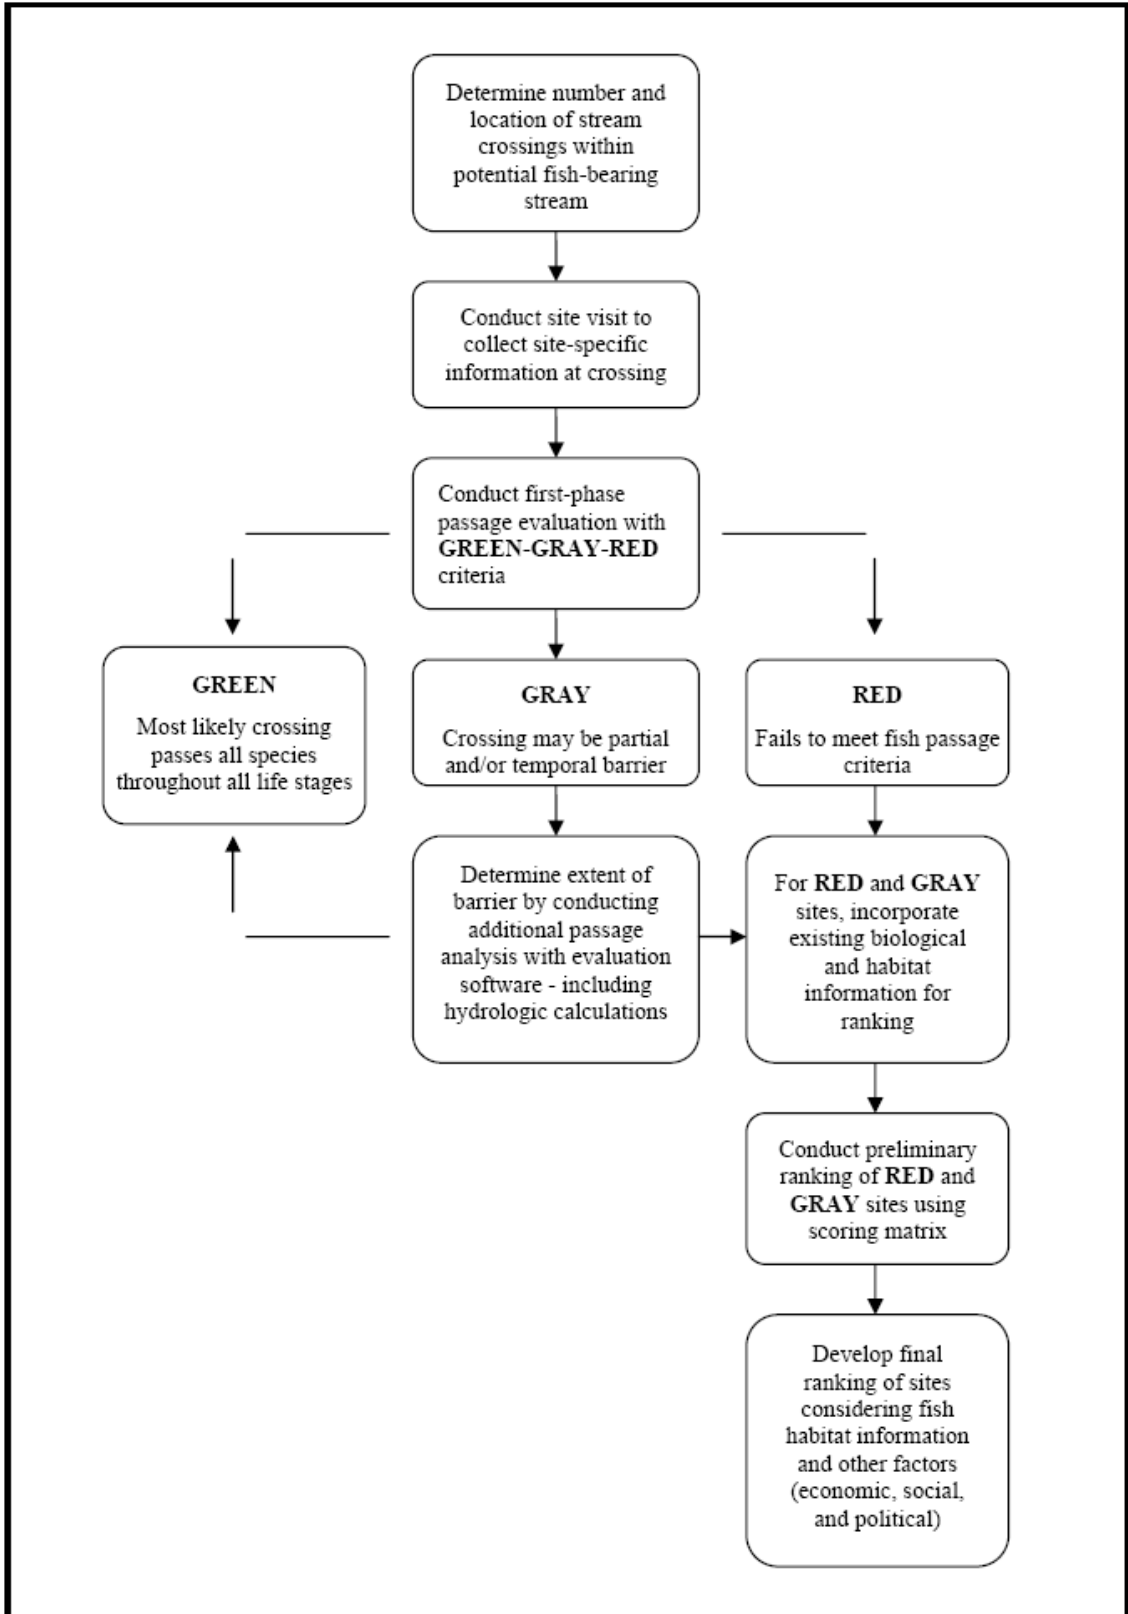 Determine number and
location of stream
crossings within
potential fish-bearing
stream
Conduct site visit to
collect site-specific
information at crossing
Conduct first-phase
passage evaluation with
GREEN-GRAY-RED
criteria
GREEN
Most likely crossing
passes all species
throughout all life stages
GRAY
Crossing may be partial
and/or temporal barrier
RED
Fails to meet fish passage
criteria
Determine extent of
barrier by conducting
additional passage
analysis with evaluation
software - including
hydrologic calculations
For RED and GRAY
sites, incorporate
existing biological
and habitat
information for
ranking
Conduct preliminary
ranking of RED and
GRAY sites using
scoring matrix
Develop final
ranking of sites
considering fish
habitat information
and other factors
(economic, social,
and political)